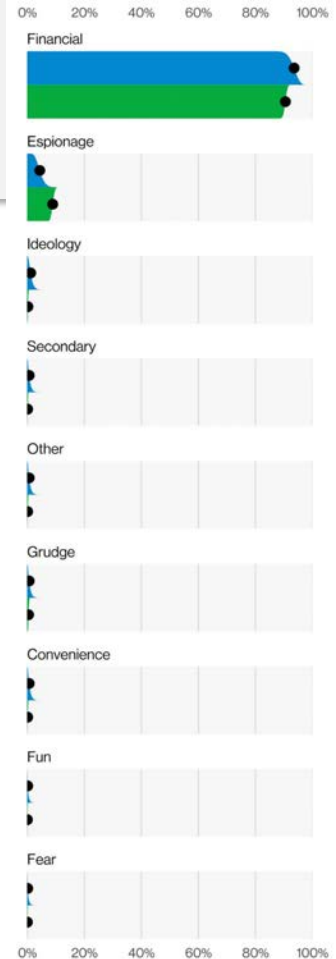 0% 20% 40% 60% 80% 100%
Financial
Espionage
Ideology
Secondary
Other
Grudge
Convenience
Fun
Fear
0% 20% 40% 60% 80% 100%